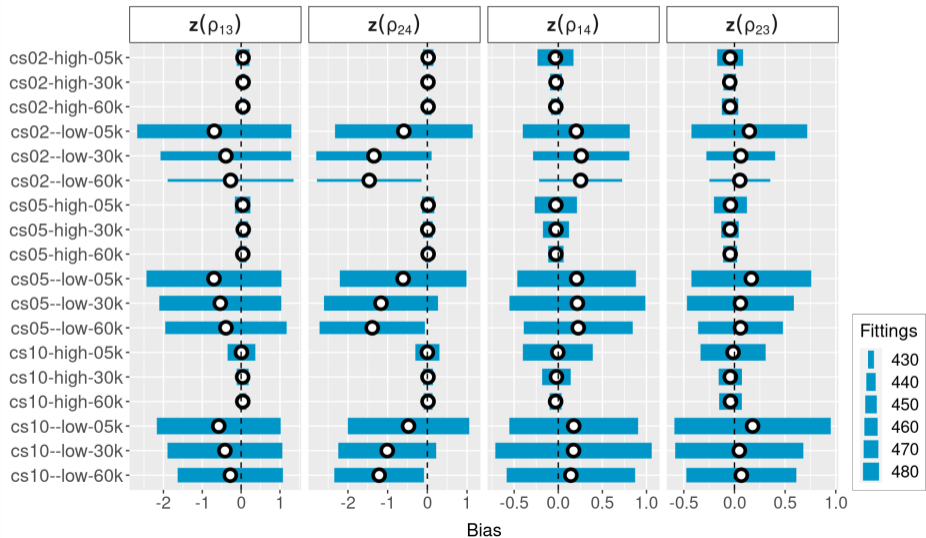 z(ρ13) z(ρ24) z(ρ14) z(ρ23)
cs02-high-05k
cs02-high-30k
cs02-high-60k
cs02--low-05k
cs02--low-30k
cs02--low-60k
cs05-high-05k
cs05-high-30k
cs05-high-60k
cs05--low-05k
cs05--low-30k
cs05--low-60k
cs10-high-05k
cs10-high-30k
cs10-high-60k
cs10--low-05k
cs10--low-30k
cs10--low-60k
-2 -1 0 1 -2 -1 0 1 -0.5 0.0 0.5 1.0 -0.5 0.0 0.5 1.0
Bias
Fittings
430
440
450
460
470
480